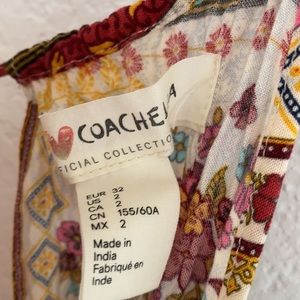 COACHE A
FICIAL COLLECTIO
EUR 32
US 2
CA 2
CN 155/60A
MX 2
Made in
India
Fabriqué en
Inde